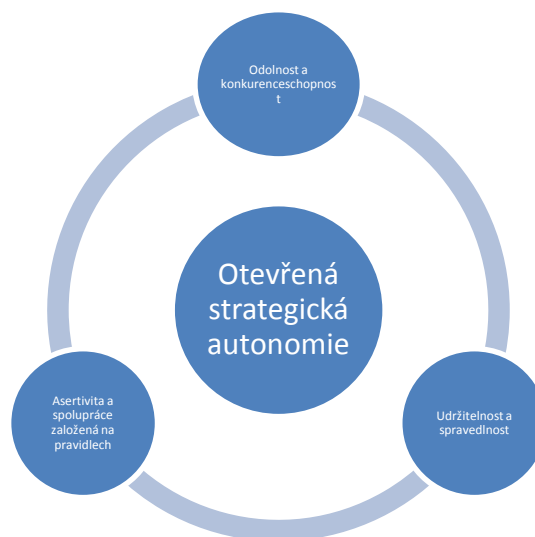 Odolnost a
konkurenceschopnos
t
Otevřená
strategická
autonomie
Asertivita a
spolupráce
založená na
pravidlech
Udržitelnost a
spravedlnost